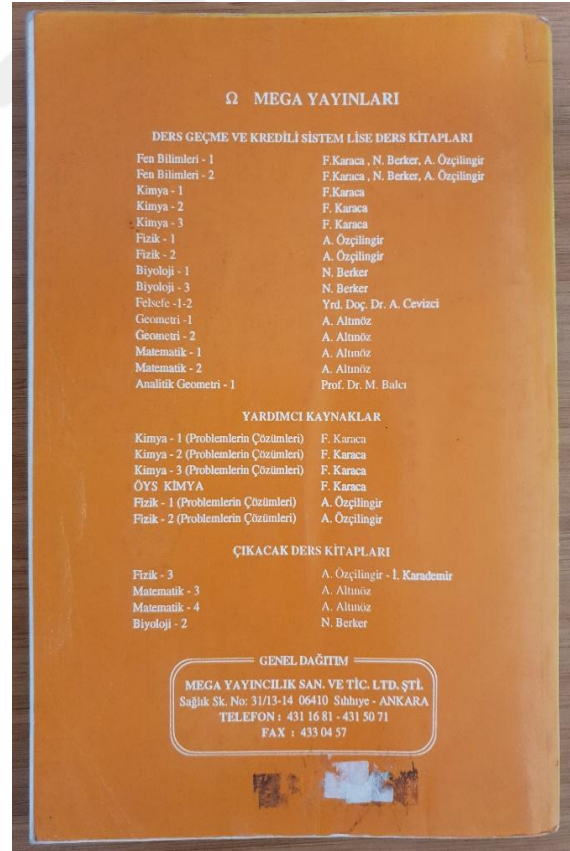 Ω MEGA YAYINLARI
DERS GEÇME VE KREDİLİ SİSTEM LİSE DERS KİTAPLARI
Fen Bilimleri - 1 F.Karaca , N. Berker, A. Özçilingir
Fen Bilimleri - 2 F.Karaca , N. Berker, A. Özçilingir
Kimya - 1 F.Karaca
Kimya - 2 F. Karaca
Kimya - 3 F. Karaca
Fizik - 1 A. Özçilingir
Fizik - 2 A. Özçilingir
Biyoloji - 1 N. Berker
Biyoloji - 3 N. Berker
Felsefe -1-2 Yrd. Doç. Dr. A. Cevizci
Geometri -1 A. Altınöz
Geometri - 2 A. Altınöz
Matematik - 1 A. Altınöz
Matematik - 2 A. Altınöz
Analitik Geometri - 1 Prof. Dr. M. Balcı
YARDIMCI KAYNAKLAR
Kimya - 1 (Problemlerin Çözümleri) F. Karaca
Kimya - 2 (Problemlerin Çözümleri) F. Karaca
Kimya - 3 (Problemlerin Çözümleri) F. Karaca
ÖYS KİMYA F. Karaca
Fizik - 1 (Problemlerin Çözümleri) A. Özçilingir
Fizik - 2 (Problemlerin Çözümleri) A. Özçilingir
ÇIKACAK DERS KİTAPLARI
Fizik - 3 A. Özçilingir - İ. Karademir
Matematik - 3 A. Altınöz
Matematik - 4 A. Altınöz
Biyoloji - 2 N. Berker
GENEL DAĞITIM
MEGA YAYINCILIK SAN. VE TİC. LTD. ŞTİ.
Sağlık Sk. No: 31/13-14 06410 Sıhhıye - ANKARA
TELEFON : 431 16 81 - 431 50 71
FAX : 433 04 57